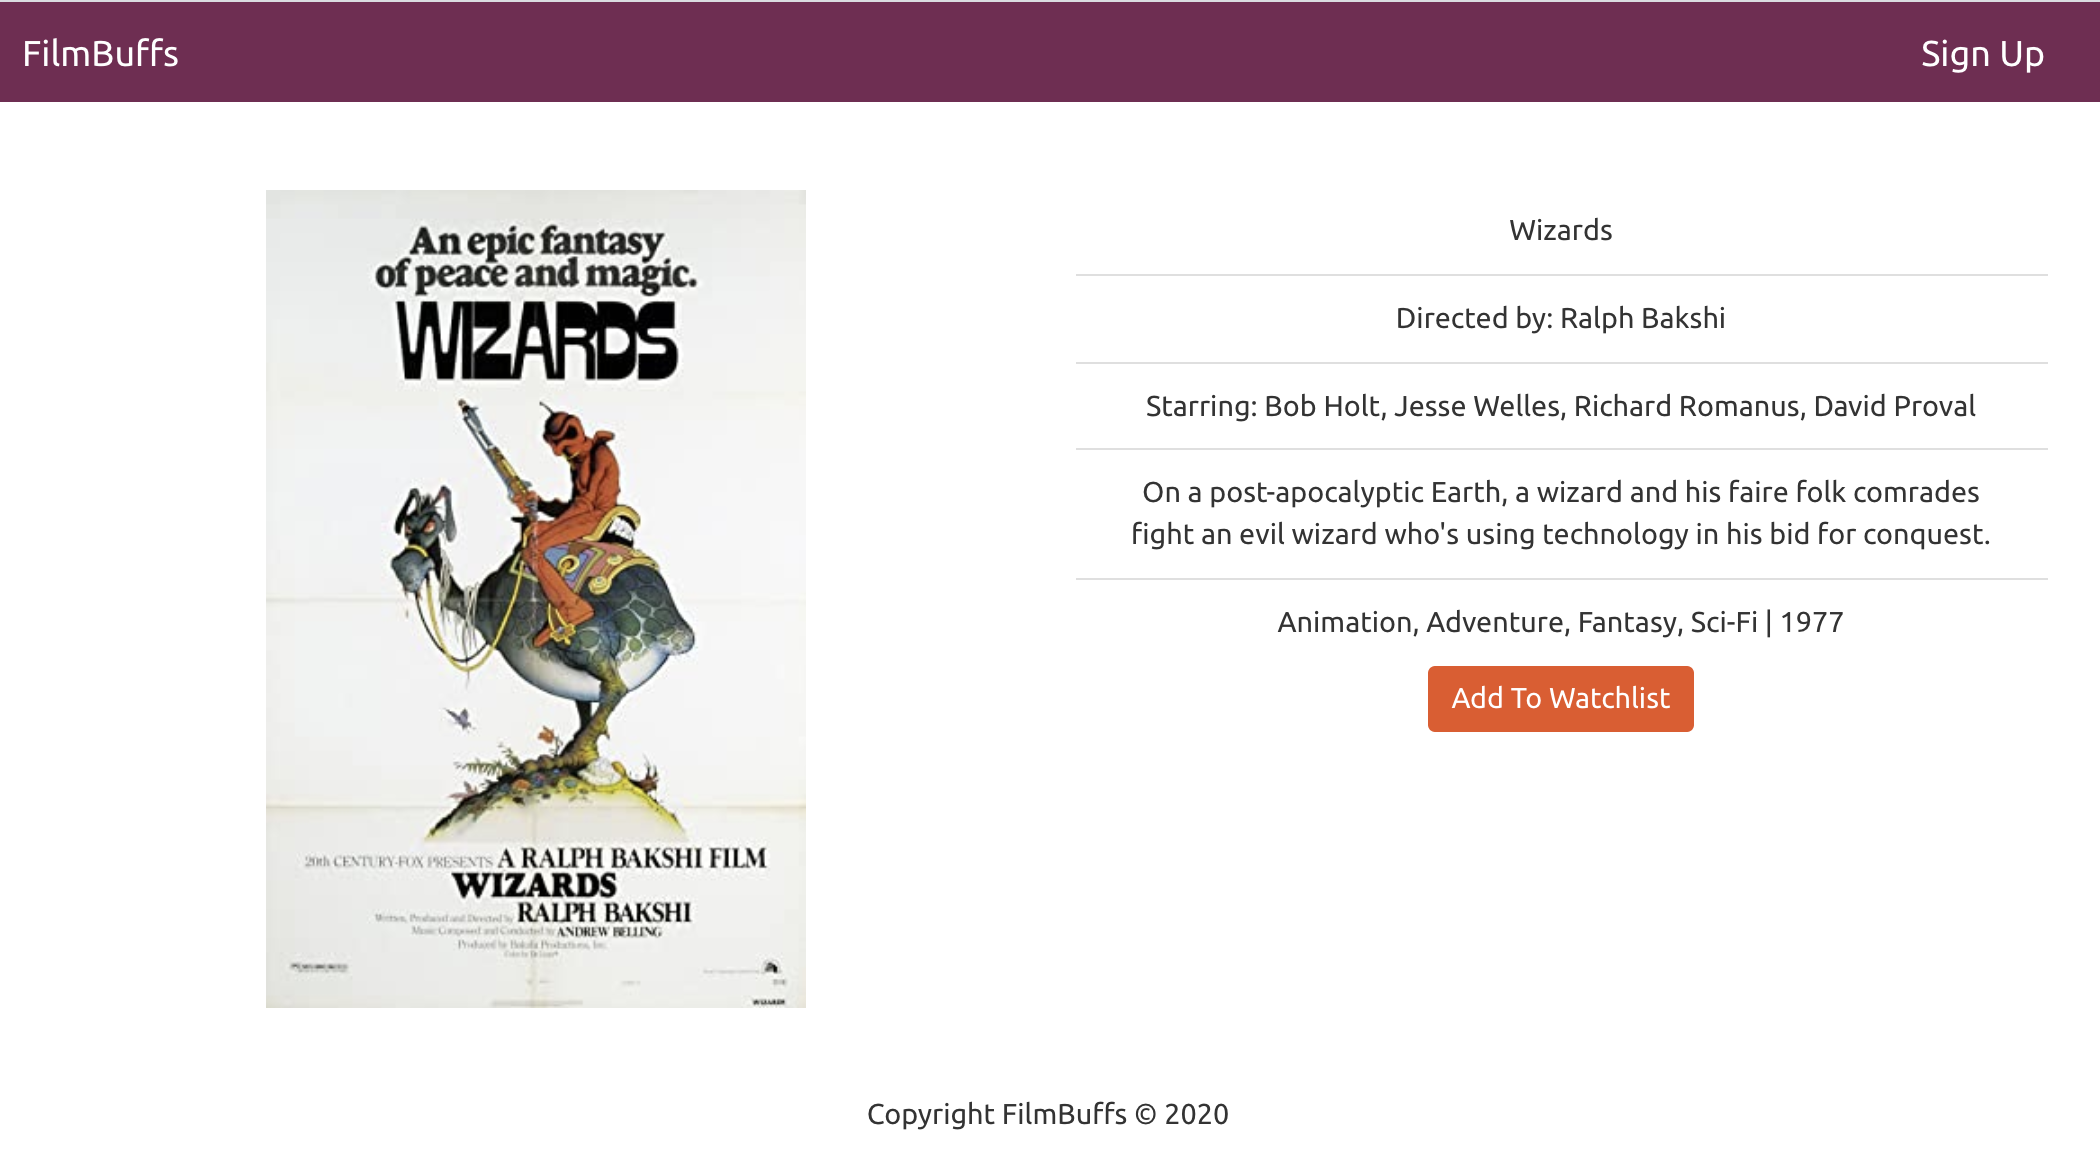 FilmBuffs
Sign Up
An epic fantasy
of peace and magic.
WIZARDS
20th CENTURY-FOX PRESENTS A RALPH BAKSHI FILM
WIZARDS
Written, Produced and Directed by RALPH BAKSHI
Music Composed and Conducted by ANDREW BELLING
Produced by Bakshi Productions, Inc.
WIZARDS
Wizards
Directed by: Ralph Bakshi
Starring: Bob Holt, Jesse Welles, Richard Romanus, David Proval
On a post-apocalyptic Earth, a wizard and his faire folk comrades
fight an evil wizard who's using technology in his bid for conquest.
Animation, Adventure, Fantasy, Sci-Fi | 1977
Add To Watchlist
Copyright FilmBuffs © 2020